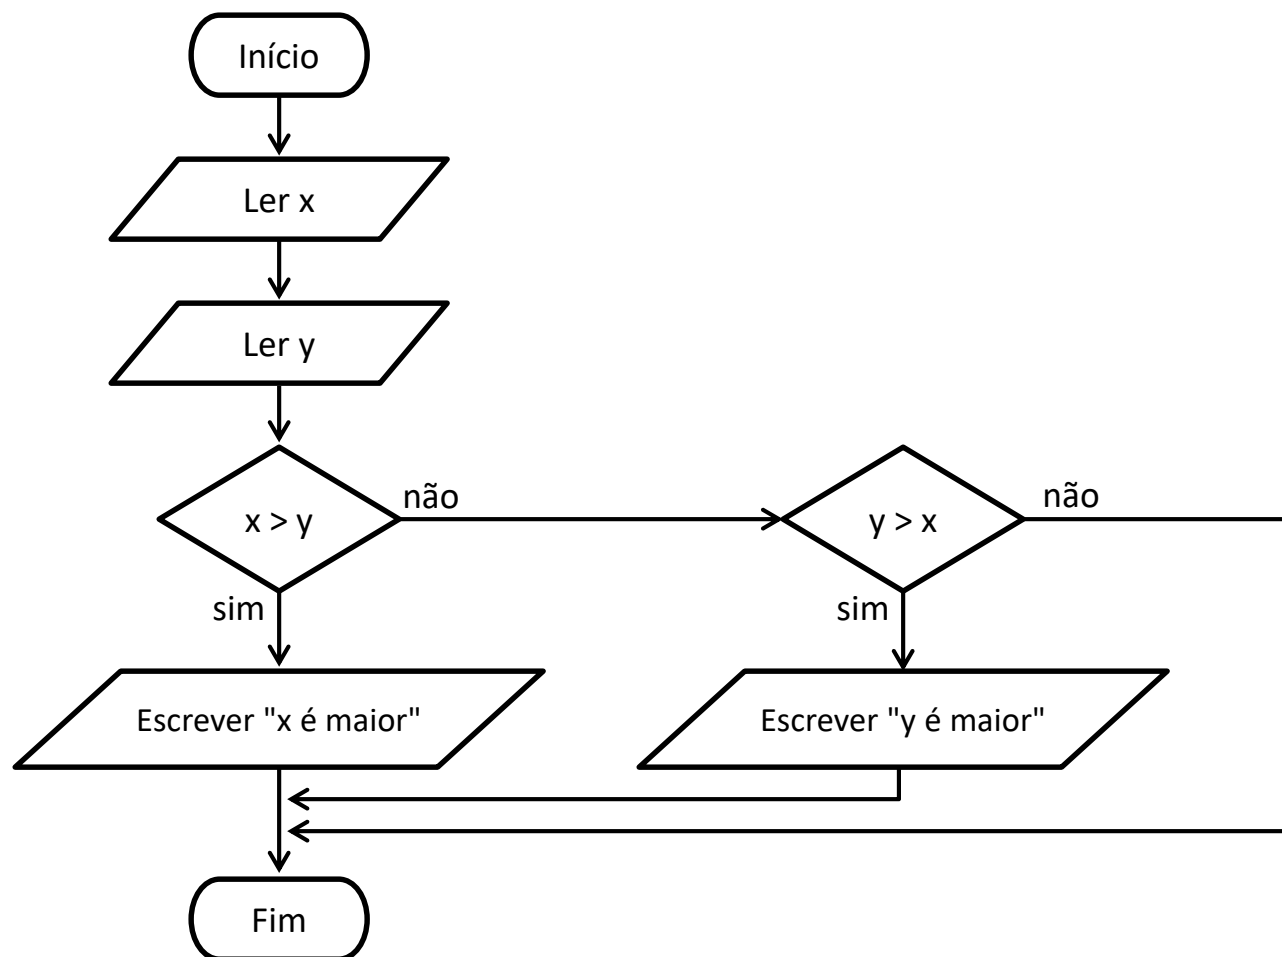 Início
Ler x
Ler y
x > y
não
y > x
não
sim
sim
Escrever "x é maior"
Escrever "y é maior"
Fim